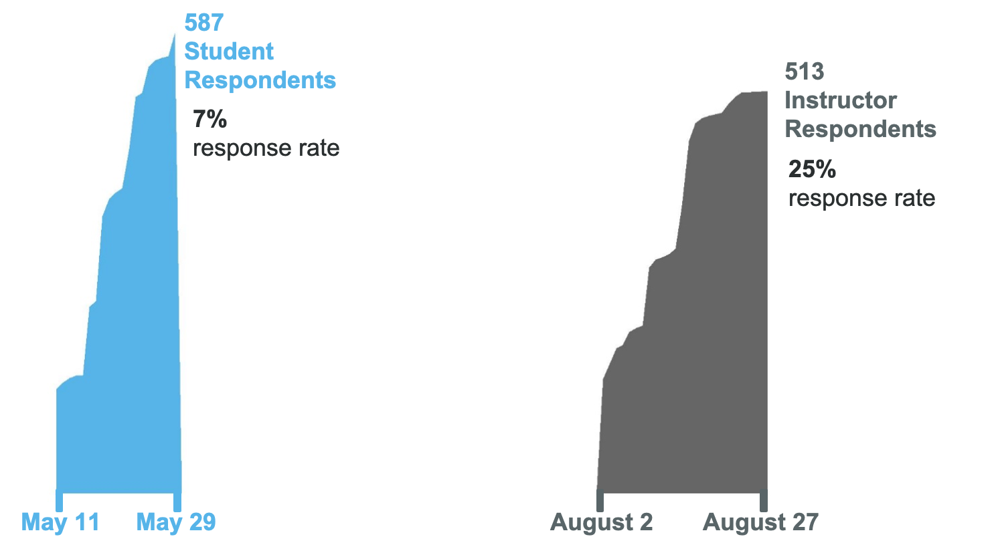 587
Student
Respondents
7%
response rate
May 11
May 29
513
Instructor
Respondents
25%
response rate
August 2
August 27